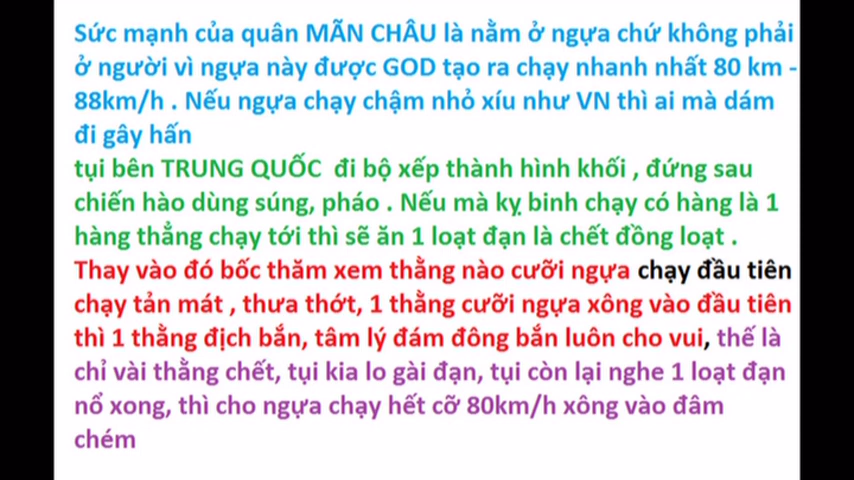 Sức mạnh của quân MÃN CHÂU là nằm ở ngựa chứ không phải
ở người vì ngựa này được GOD tạo ra chạy nhanh nhất 80 km -
88km/h . Nếu ngựa chạy chậm nhỏ xíu như VN thì ai mà dám
đi gây hấn
tụi bên TRUNG QUỐC  đi bộ xếp thành hình khối , đứng sau
chiến hào dùng súng, pháo . Nếu mà kỵ binh chạy có hàng là 1
hàng thẳng chạy tới thì sẽ ăn 1 loạt đạn là chết đồng loạt .
Thay vào đó bốc thăm xem thằng nào cưỡi ngựa chạy đầu tiên
chạy tản mát , thưa thớt, 1 thằng cưỡi ngựa xông vào đầu tiên
thì 1 thằng địch bắn, tâm lý đám đông bắn luôn cho vui, thế là
chỉ vài thằng chết, tụi kia lo gài đạn, tụi còn lại nghe 1 loạt đạn
nổ xong, thì cho ngựa chạy hết cỡ 80km/h xông vào đâm
chém